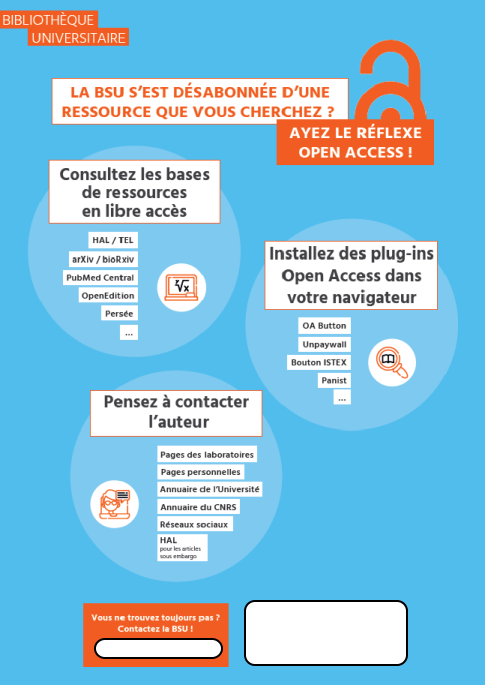 BIBLIOTHÈQUE
UNIVERSITAIRE
LA BSU S'EST DÉSABONNÉE D'UNE
RESSOURCE QUE VOUS CHERCHEZ ?
AYEZ LE RÉFLEXE
OPEN ACCESS !
Consultez les bases
de ressources
en libre accès
HAL / TEL
arXiv / bioRxiv
PubMed Central
OpenEdition
Persée
...
Installez des plug-ins
Open Access dans
votre navigateur
OA Button
Unpaywall
Bouton ISTEX
Panist
...
Pensez à contacter
l'auteur
Pages des laboratoires
Pages personnelles
Annuaire de l'Université
Annuaire du CNRS
Réseaux sociaux
HAL
pour les articles
sous embargo
Vous ne trouvez toujours pas ?
Contactez la BSU !